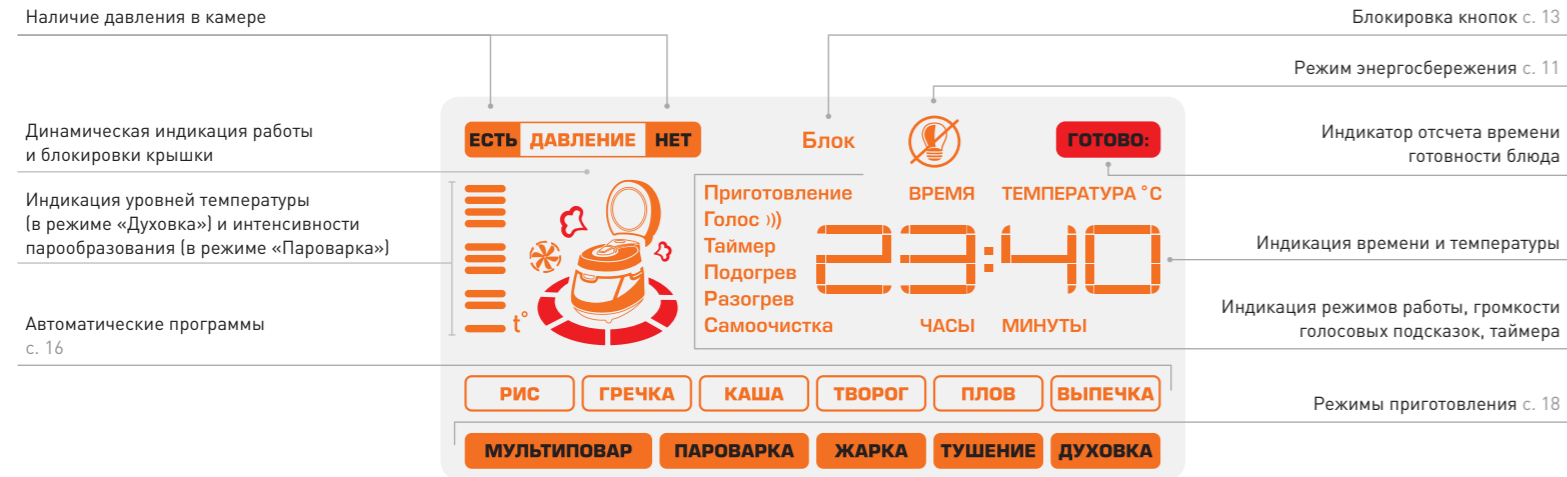 Наличие давления в камере
Динамическая индикация работы
и блокировки крышки
Индикация уровней температуры
(в режиме «Духовка») и интенсивности
парообразования (в режиме «Пароварка»)
Автоматические программы
с. 16
ЕСТЬ ДАВЛЕНИЕ НЕТ
Блок
ГОТОВО:
t°
Приготовление
Голос
Таймер
Подогрев
Разогрев
Самоочистка
ВРЕМЯ ТЕМПЕРАТУРА °C
23:40
ЧАСЫ МИНУТЫ
РИС ГРЕЧКА КАША ТВОРОГ ПЛОВ ВЫПЕЧКА
МУЛЬТИПОВАР ПАРОВАРКА ЖАРКА ТУШЕНИЕ ДУХОВКА
Блокировка кнопок с. 13
Режим энергосбережения с. 11
Индикатор отсчета времени
готовности блюда
Индикация времени и температуры
Индикация режимов работы, громкости
голосовых подсказок, таймера
Режимы приготовления с. 18